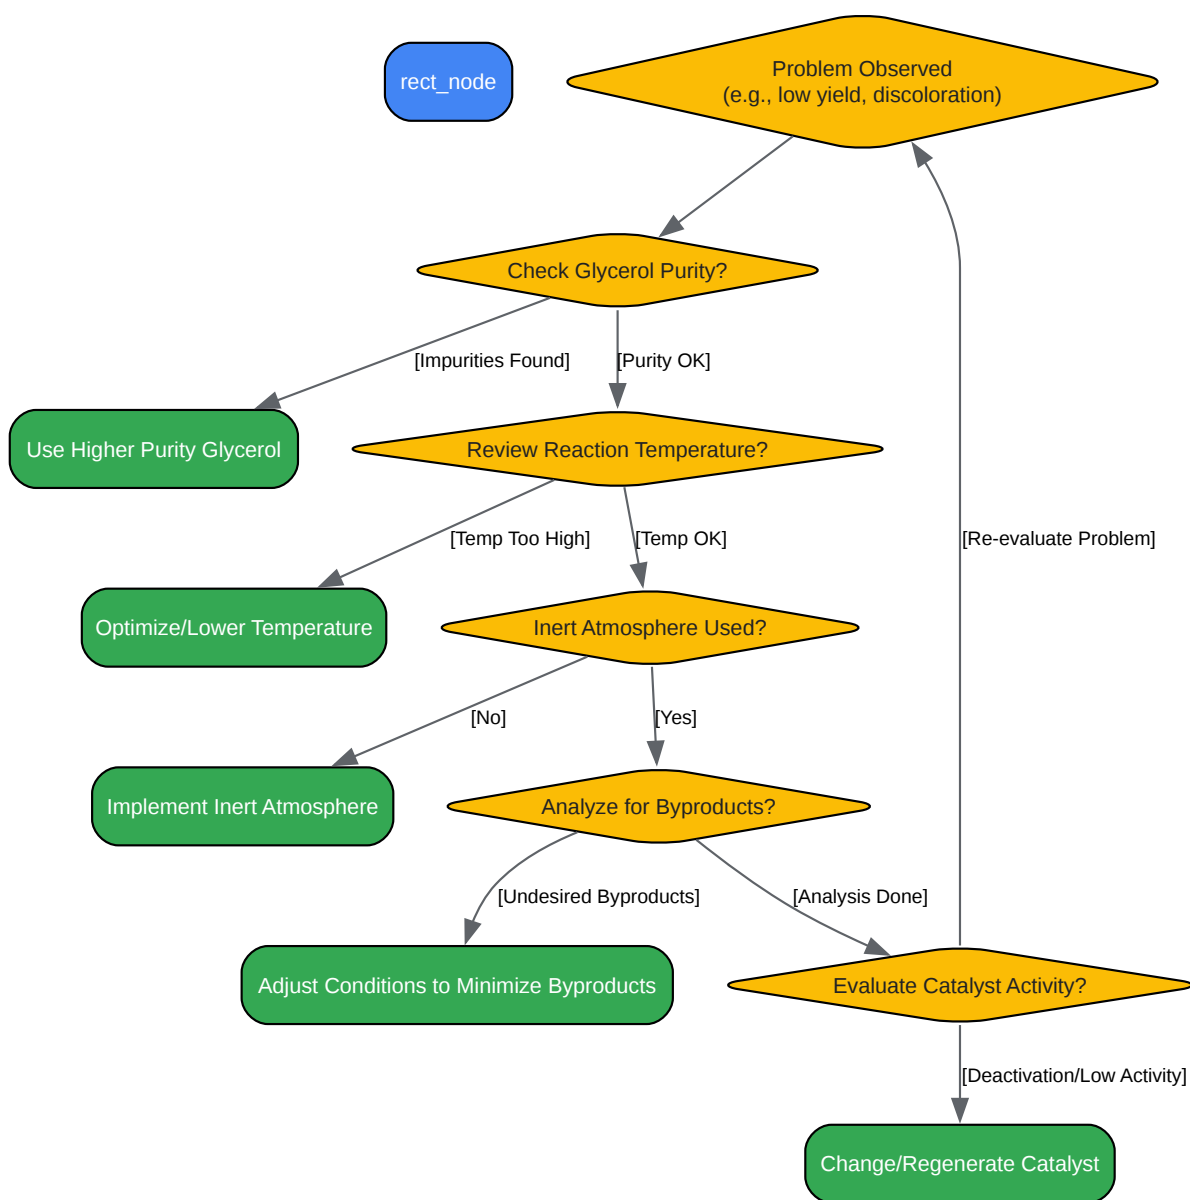 rect_node
Problem Observed
(e.g., low yield, discoloration)
Check Glycerol Purity?
[Impurities Found]
[Purity OK]
Use Higher Purity Glycerol
Review Reaction Temperature?
[Temp Too High]
[Temp OK]
[Re-evaluate Problem]
Optimize/Lower Temperature
Inert Atmosphere Used?
[No]
[Yes]
Implement Inert Atmosphere
Analyze for Byproducts?
[Undesired Byproducts]
[Analysis Done]
Adjust Conditions to Minimize Byproducts
Evaluate Catalyst Activity?
[Deactivation/Low Activity]
Change/Regenerate Catalyst